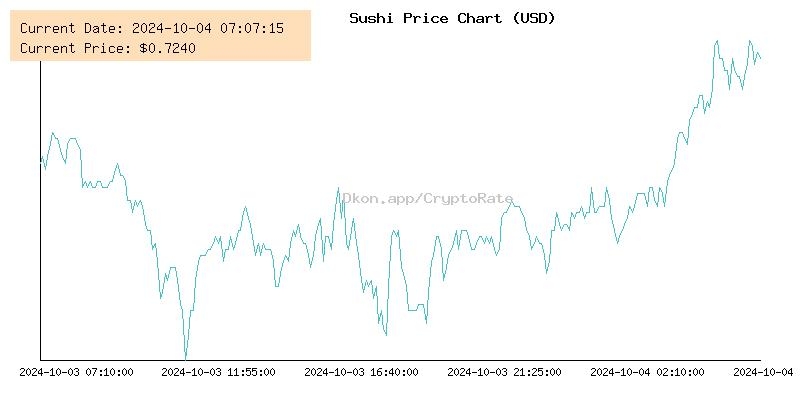 Sushi Price Chart (USD)
Current Date: 2024-10-04 07:07:15
Current Price: $0.7240
Dkon.app/CryptoRate
2024-10-03 07:10:00 2024-10-03 11:55:00 2024-10-03 16:40:00 2024-10-03 21:25:00 2024-10-04 02:10:00 2024-10-04